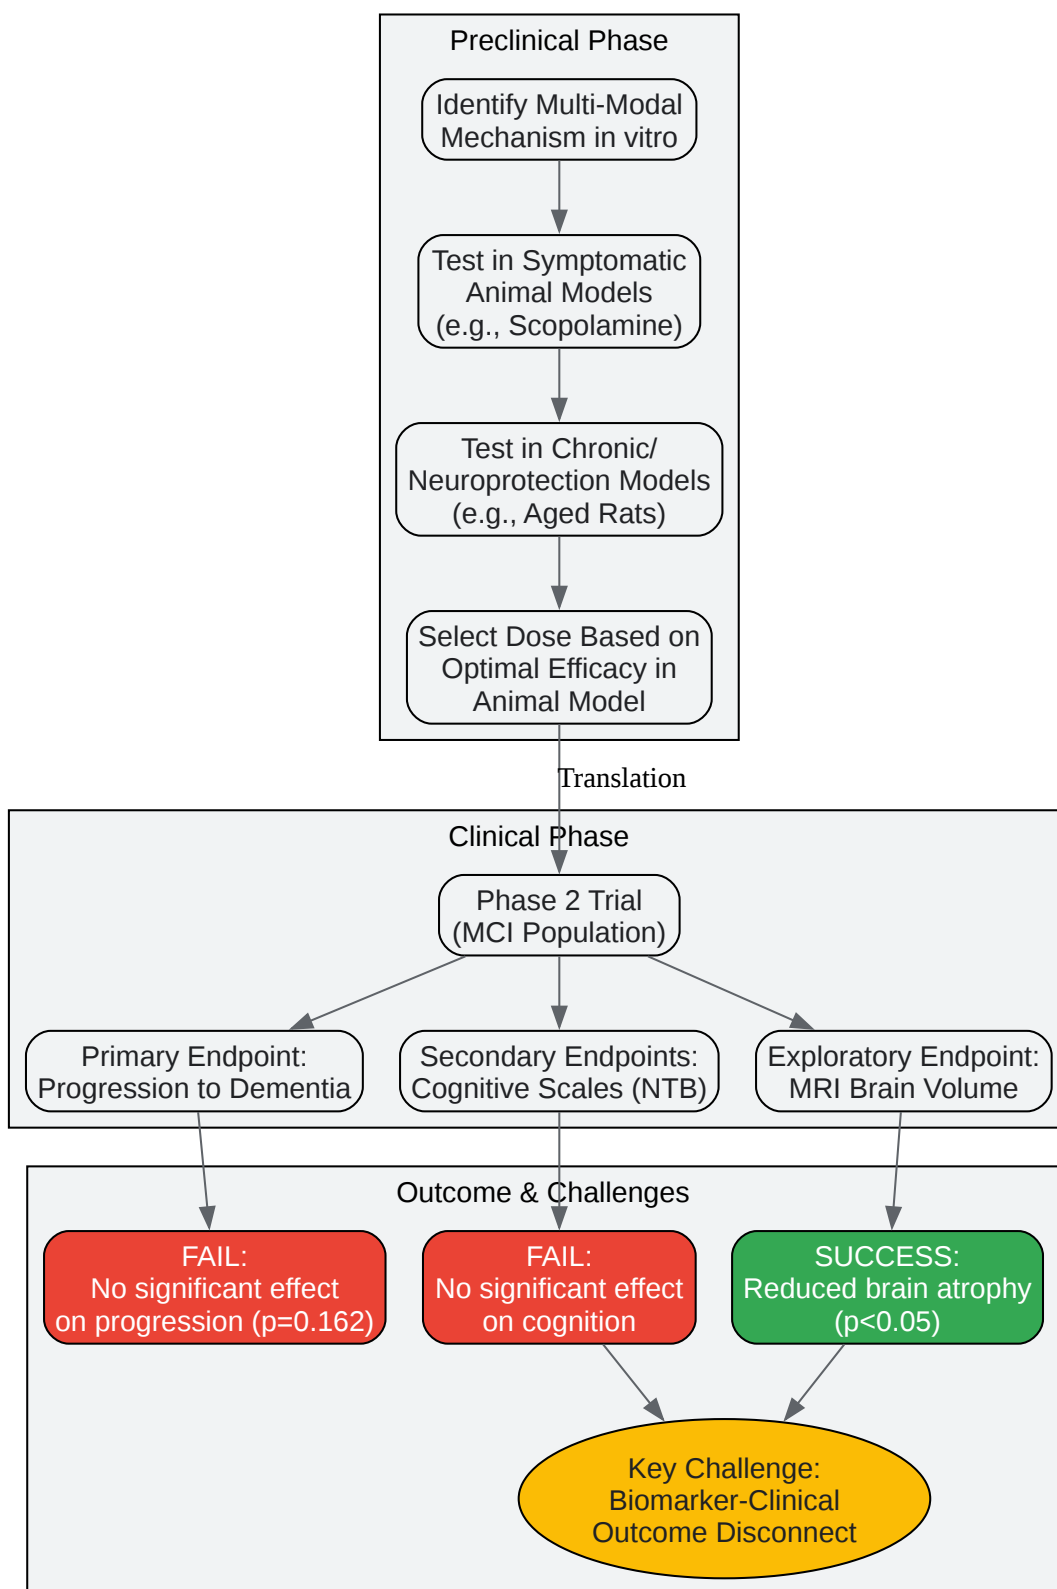 Preclinical Phase
Identify Multi-Modal
Mechanism in vitro
Test in Symptomatic
Animal Models
(e.g., Scopolamine)
Test in Chronic/
Neuroprotection Models
(e.g., Aged Rats)
Select Dose Based on
Optimal Efficacy in
Animal Model
Translation
Clinical Phase
Phase 2 Trial
(MCI Population)
Primary Endpoint:
Progression to Dementia
Secondary Endpoints:
Cognitive Scales (NTB)
Exploratory Endpoint:
MRI Brain Volume
Outcome & Challenges
FAIL:
No significant effect
on progression (p=0.162)
FAIL:
No significant effect
on cognition
SUCCESS:
Reduced brain atrophy
(p<0.05)
Key Challenge:
Biomarker-Clinical
Outcome Disconnect